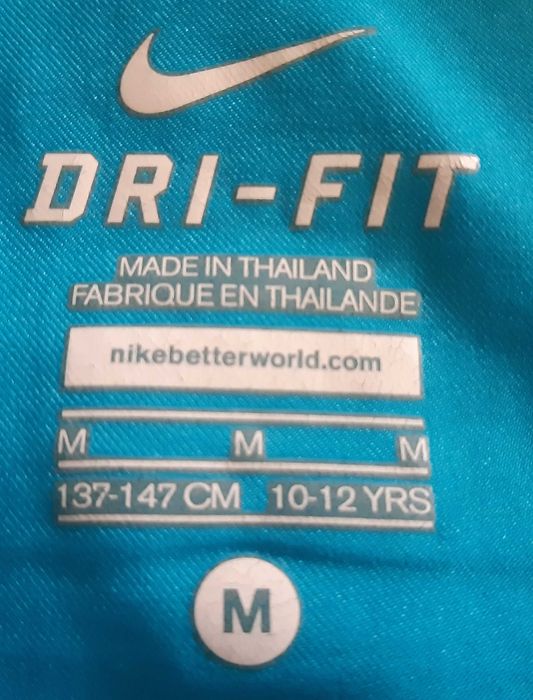 DRI-FIT
MADE IN THAILAND
FABRIQUE EN THAILANDE
nikebetterworld.com
M M M
137-147 CM 10-12 YRS
M